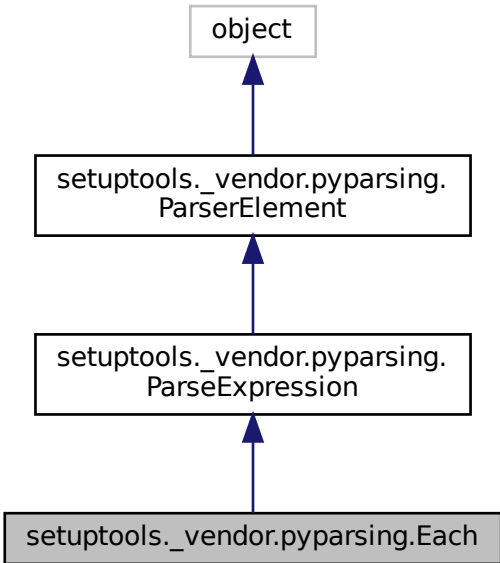 object
setuptools._vendor.pyparsing.
ParserElement
setuptools._vendor.pyparsing.
ParseExpression
setuptools._vendor.pyparsing.Each